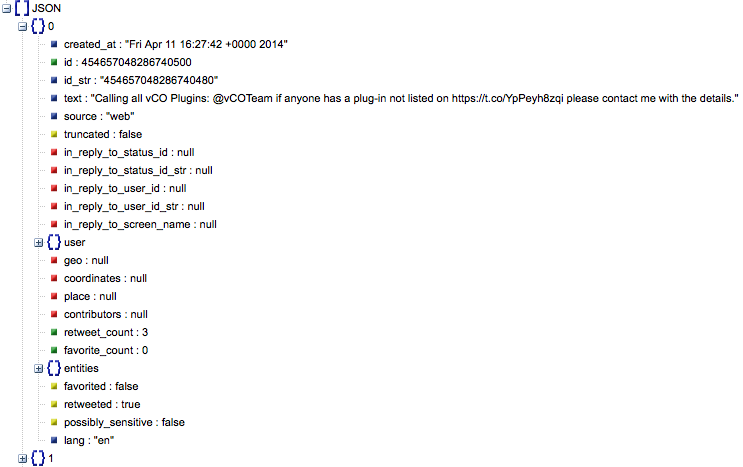 JSON
0
created_at : "Fri Apr 11 16:27:42 +0000 2014"
id : 454657048286740500
id_str : "454657048286740480"
text : "Calling all vCO Plugins: @vCOTeam if anyone has a plug-in not listed on https://t.co/YpPeyh8zqi please contact me with the details."
source : "web"
truncated : false
in_reply_to_status_id : null
in_reply_to_status_id_str : null
in_reply_to_user_id : null
in_reply_to_user_id_str : null
in_reply_to_screen_name : null
user
geo : null
coordinates : null
place : null
contributors : null
retweet_count : 3
favorite_count : 0
entities
favorited : false
retweeted : true
possibly_sensitive : false
lang : "en"
1